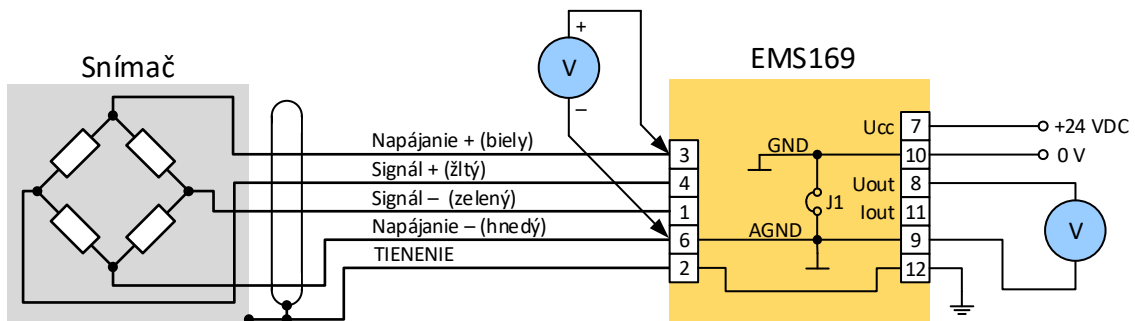 Snímač
EMS169
+
V
–
Napájanie + (biely)
Signál + (žltý)
Signál – (zelený)
Napájanie – (hnedý)
TIENENIE
3
4
1
6
2
GND
AGND
J1
Ucc
Uout
Iout
7
10
8
11
9
12
+24 VDC
0 V
V